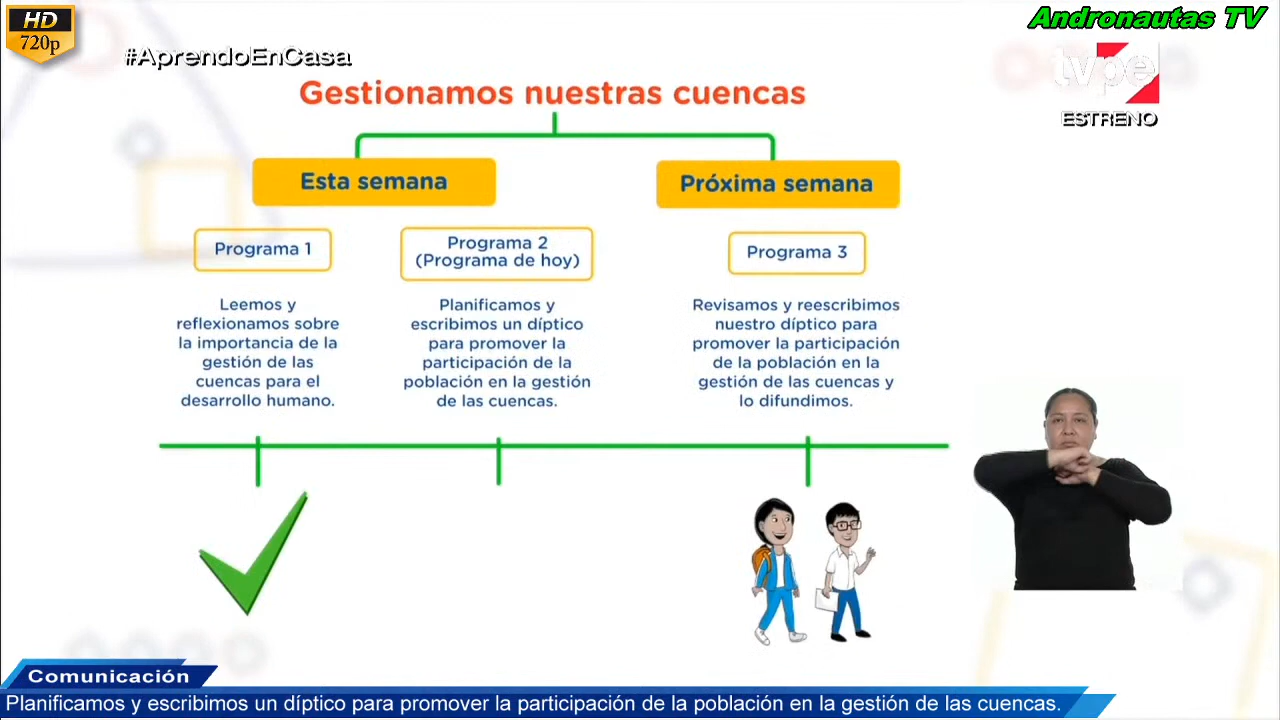 HD
720p
#AprendoEnCasa
Andronautas TV
tvpe
ESTRENO
Gestionamos nuestras cuencas
Esta semana
Próxima semana
Programa 1
Programa 2
(Programa de hoy)
Programa 3
Leemos y
reflexionamos sobre
la importancia de la
gestión de las
cuencas para el
desarrollo humano.
Planificamos y
escribimos un díptico
para promover la
participación de la
población en la gestión
de las cuencas.
Revisamos y reescribimos
nuestro díptico para
promover la participación
de la población en la
gestión de las cuencas y
lo difundimos.
Comunicación
Planificamos y escribimos un díptico para promover la participación de la población en la gestión de las cuencas.